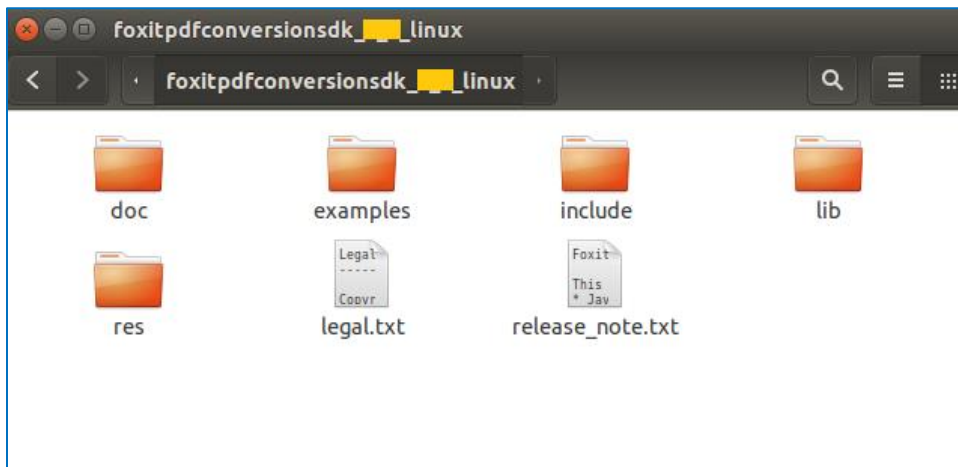 foxitpdfconversionsdk_ _ _linux
foxitpdfconversionsdk_ _ _linux
doc
examples
include
lib
Legal
-----
Copyr
Foxit
This
* Jav
res
legal.txt
release_note.txt